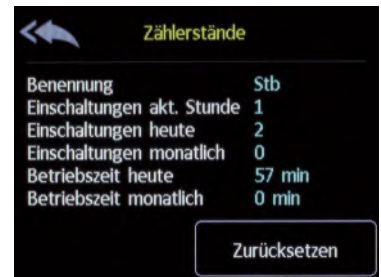 Zählerstände
Benennung Stb
Einschaltungen akt. Stunde 1
Einschaltungen heute 2
Einschaltungen monatlich 0
Betriebszeit heute 57 min
Betriebszeit monatlich 0 min
Zurücksetzen